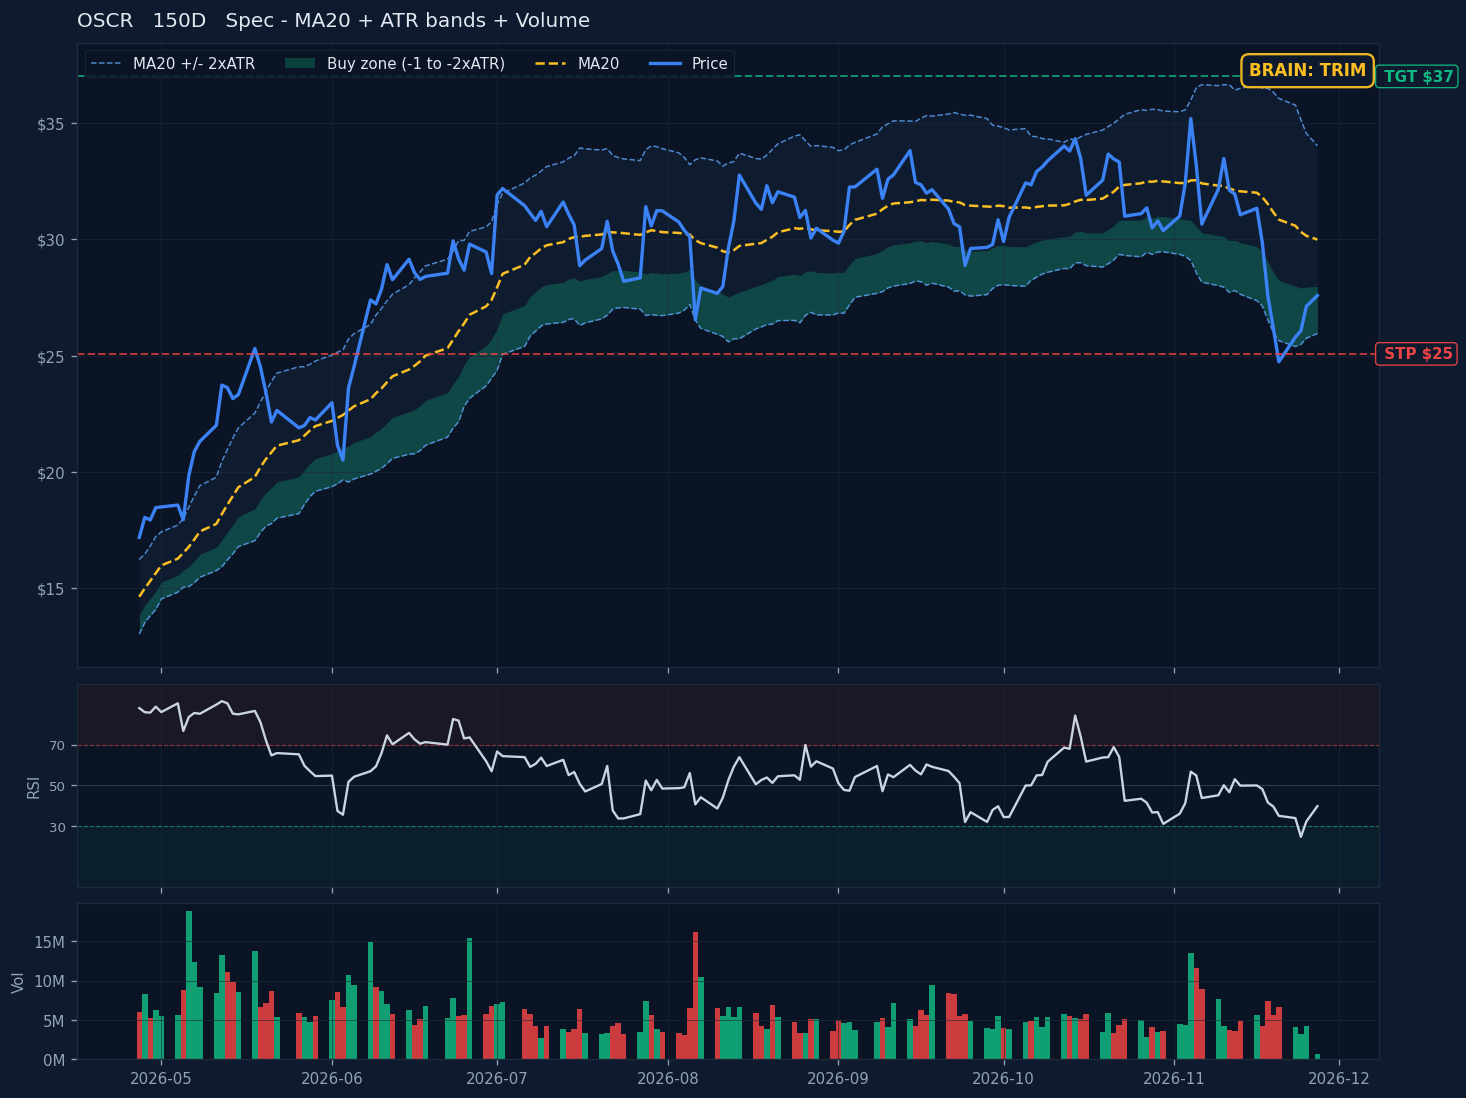 OSCR   150D   Spec - MA20 + ATR bands + Volume
MA20 +/- 2xATR
Buy zone (-1 to -2xATR)
MA20
Price
BRAIN: TRIM
TGT $37
$35
$30
$25
STP $25
$20
$15
RSI
70
50
30
Vol
15M
10M
5M
0M
2026-05
2026-06
2026-07
2026-08
2026-09
2026-10
2026-11
2026-12